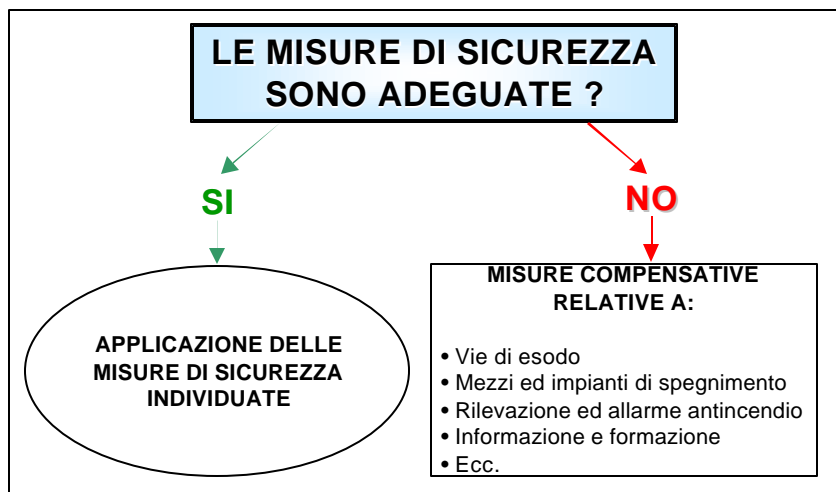 LE MISURE DI SICUREZZA
SONO ADEGUATE ?
SI
NO
APPLICAZIONE DELLE
MISURE DI SICUREZZA
INDIVIDUATE
MISURE COMPENSATIVE
RELATIVE A:
• Vie di esodo
• Mezzi ed impianti di spegnimento
• Rilevazione ed allarme antincendio
• Informazione e formazione
• Ecc.